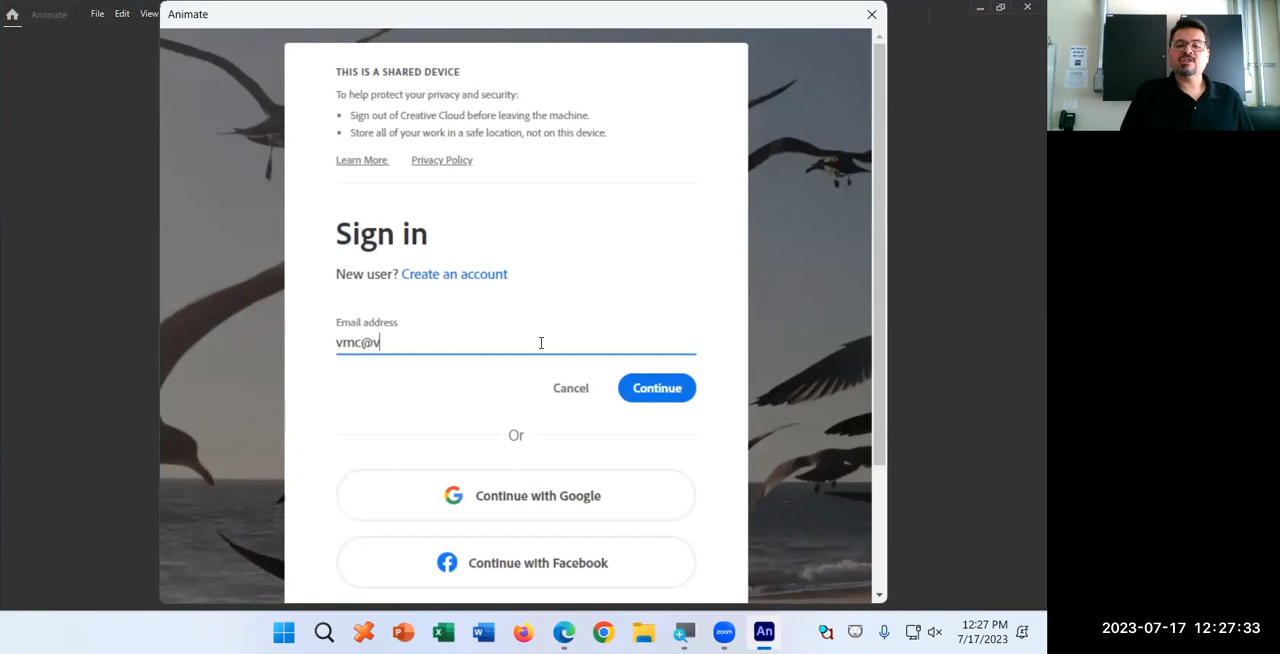 Animate
File Edit View
Animate
THIS IS A SHARED DEVICE
To help protect your privacy and security:
• Sign out of Creative Cloud before leaving the machine.
• Store all of your work in a safe location, not on this device.
Learn More Privacy Policy
Sign in
New user? Create an account
Email address
vmc@v
Cancel Continue
Or
Continue with Google
Continue with Facebook
zoom
An
12:27 PM
7/17/2023
2023-07-17 12:27:33